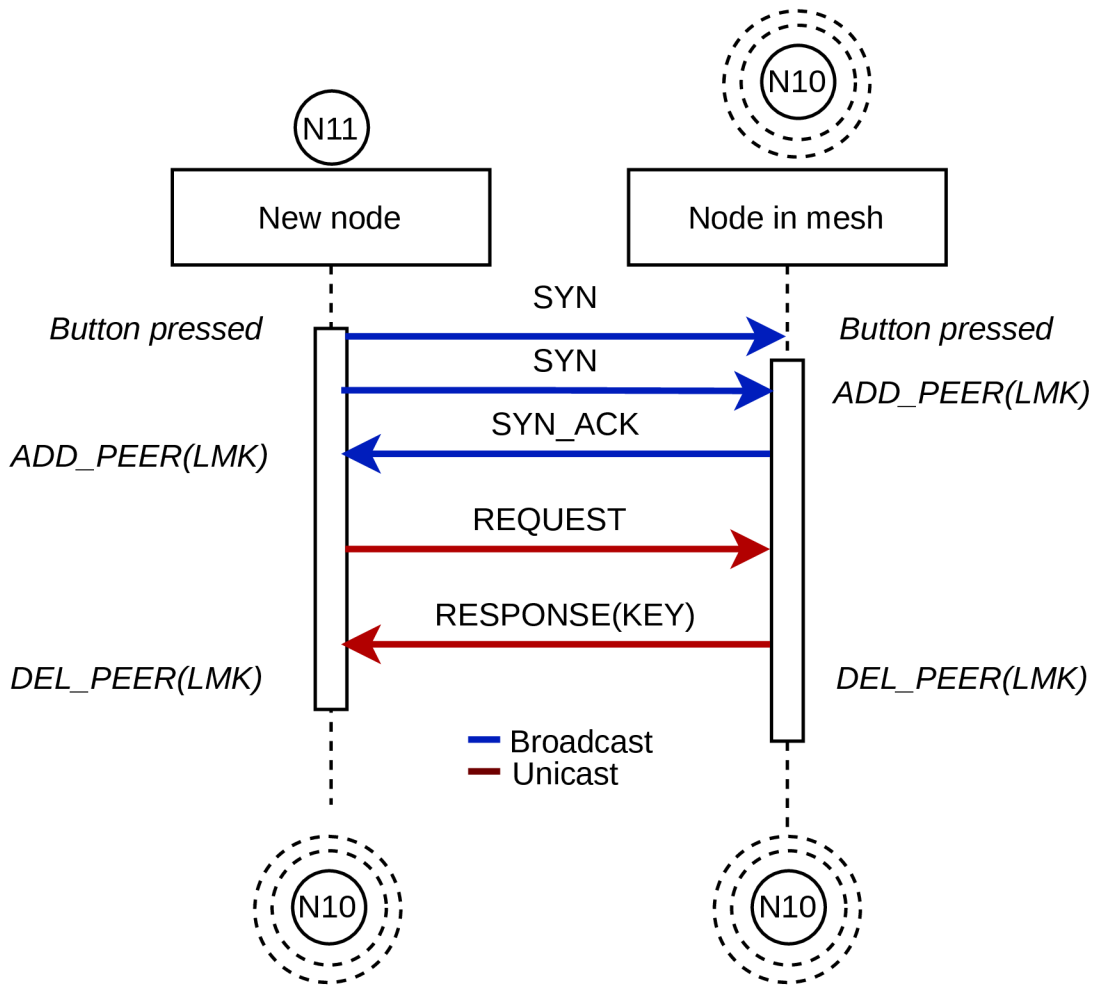 N10
N11
New node
Node in mesh
SYN
Button pressed
Button pressed
SYN
ADD_PEER(LMK)
SYN_ACK
ADD_PEER(LMK)
REQUEST
RESPONSE(KEY)
DEL_PEER(LMK)
DEL_PEER(LMK)
Broadcast
Unicast
N10
N10